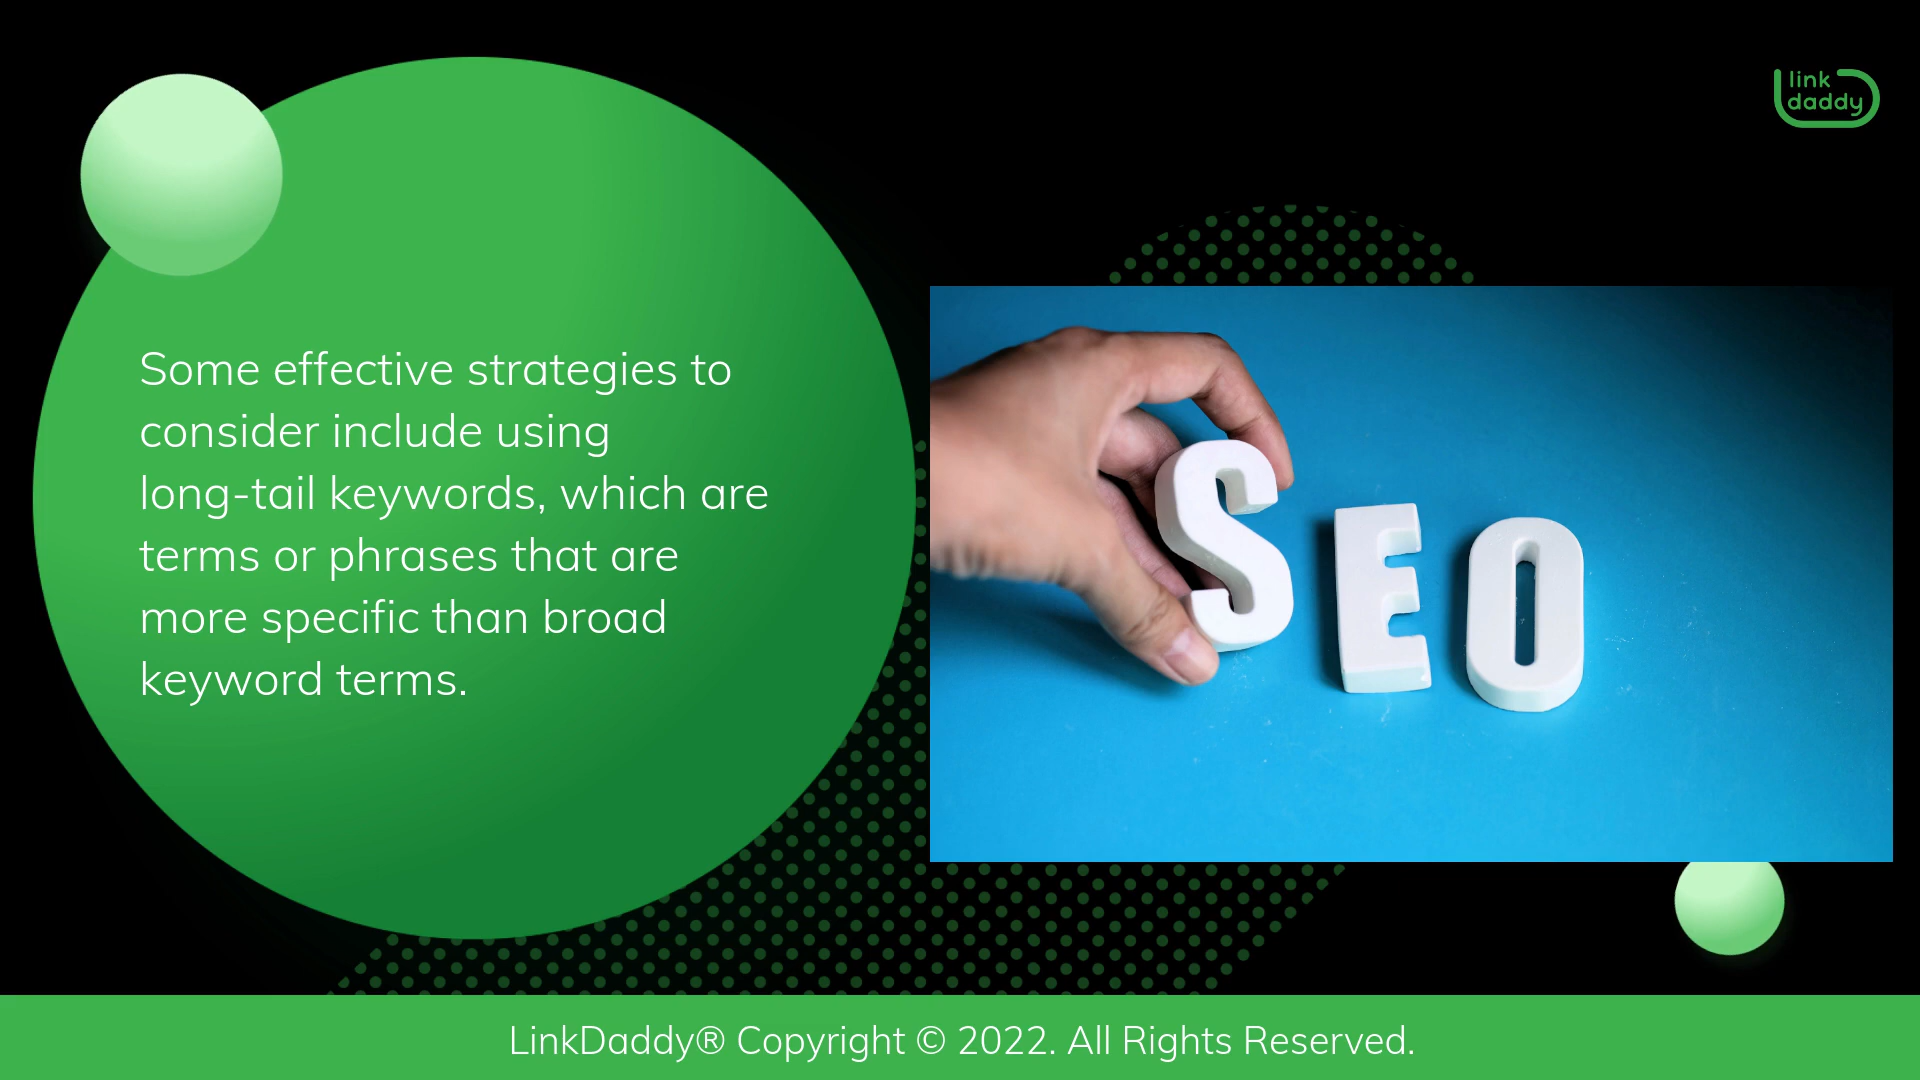 link
daddy
Some effective strategies to
consider include using
long-tail keywords, which are
terms or phrases that are
more specific than broad
keyword terms.
SEO
LinkDaddy® Copyright © 2022. All Rights Reserved.